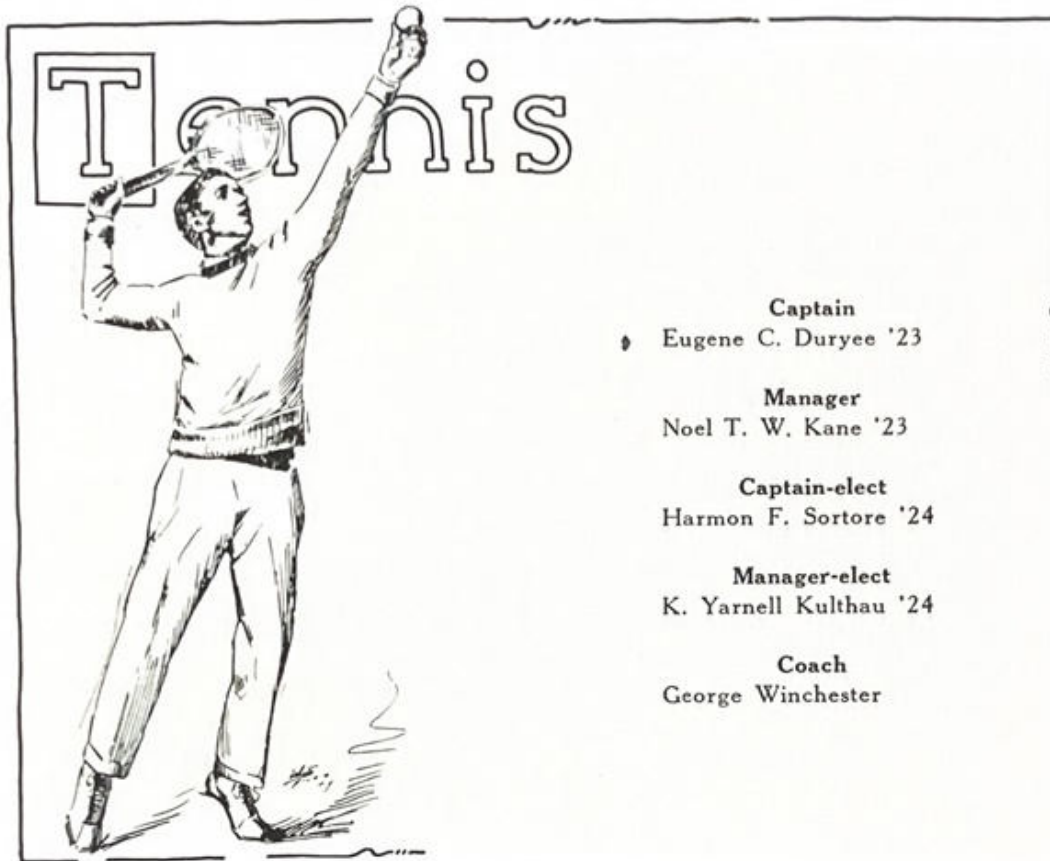 Tennis
Captain
Eugene C. Duryee '23
Manager
Noel T. W. Kane '23
Captain-elect
Harmon F. Sortore '24
Manager-elect
K. Yarnell Kulthau '24
Coach
George Winchester